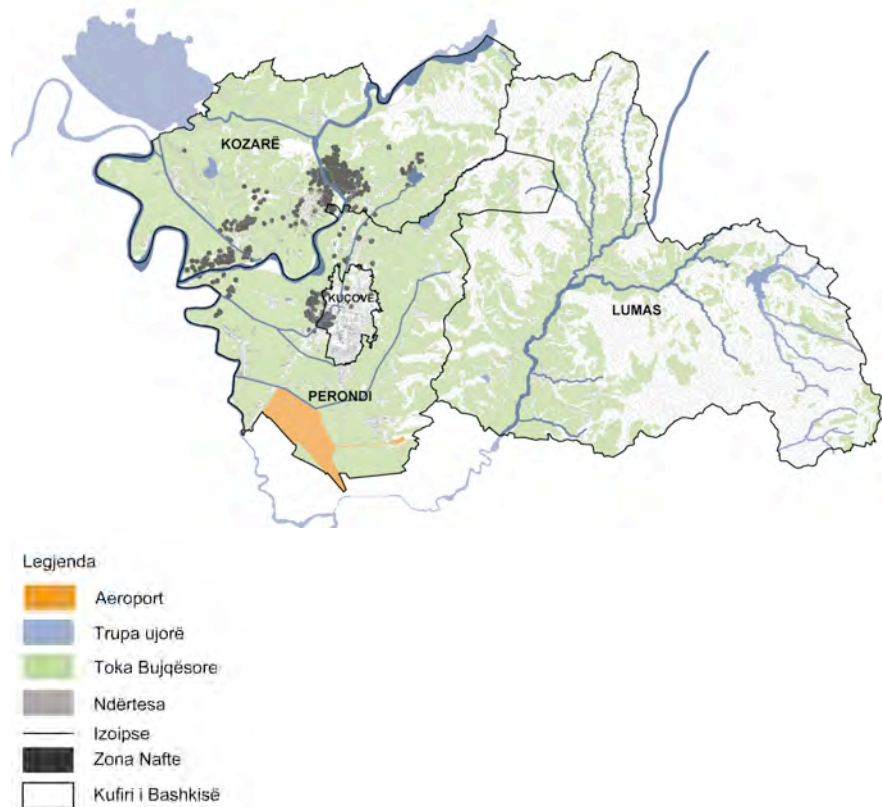 KOZARË
KUÇOVË
LUMAS
PERONDI
Legjenda
Aeroport
Trupa ujorë
Toka Bujqësore
Ndërtesa
Izoipse
Zona Nafte
Kufiri i Bashkisë